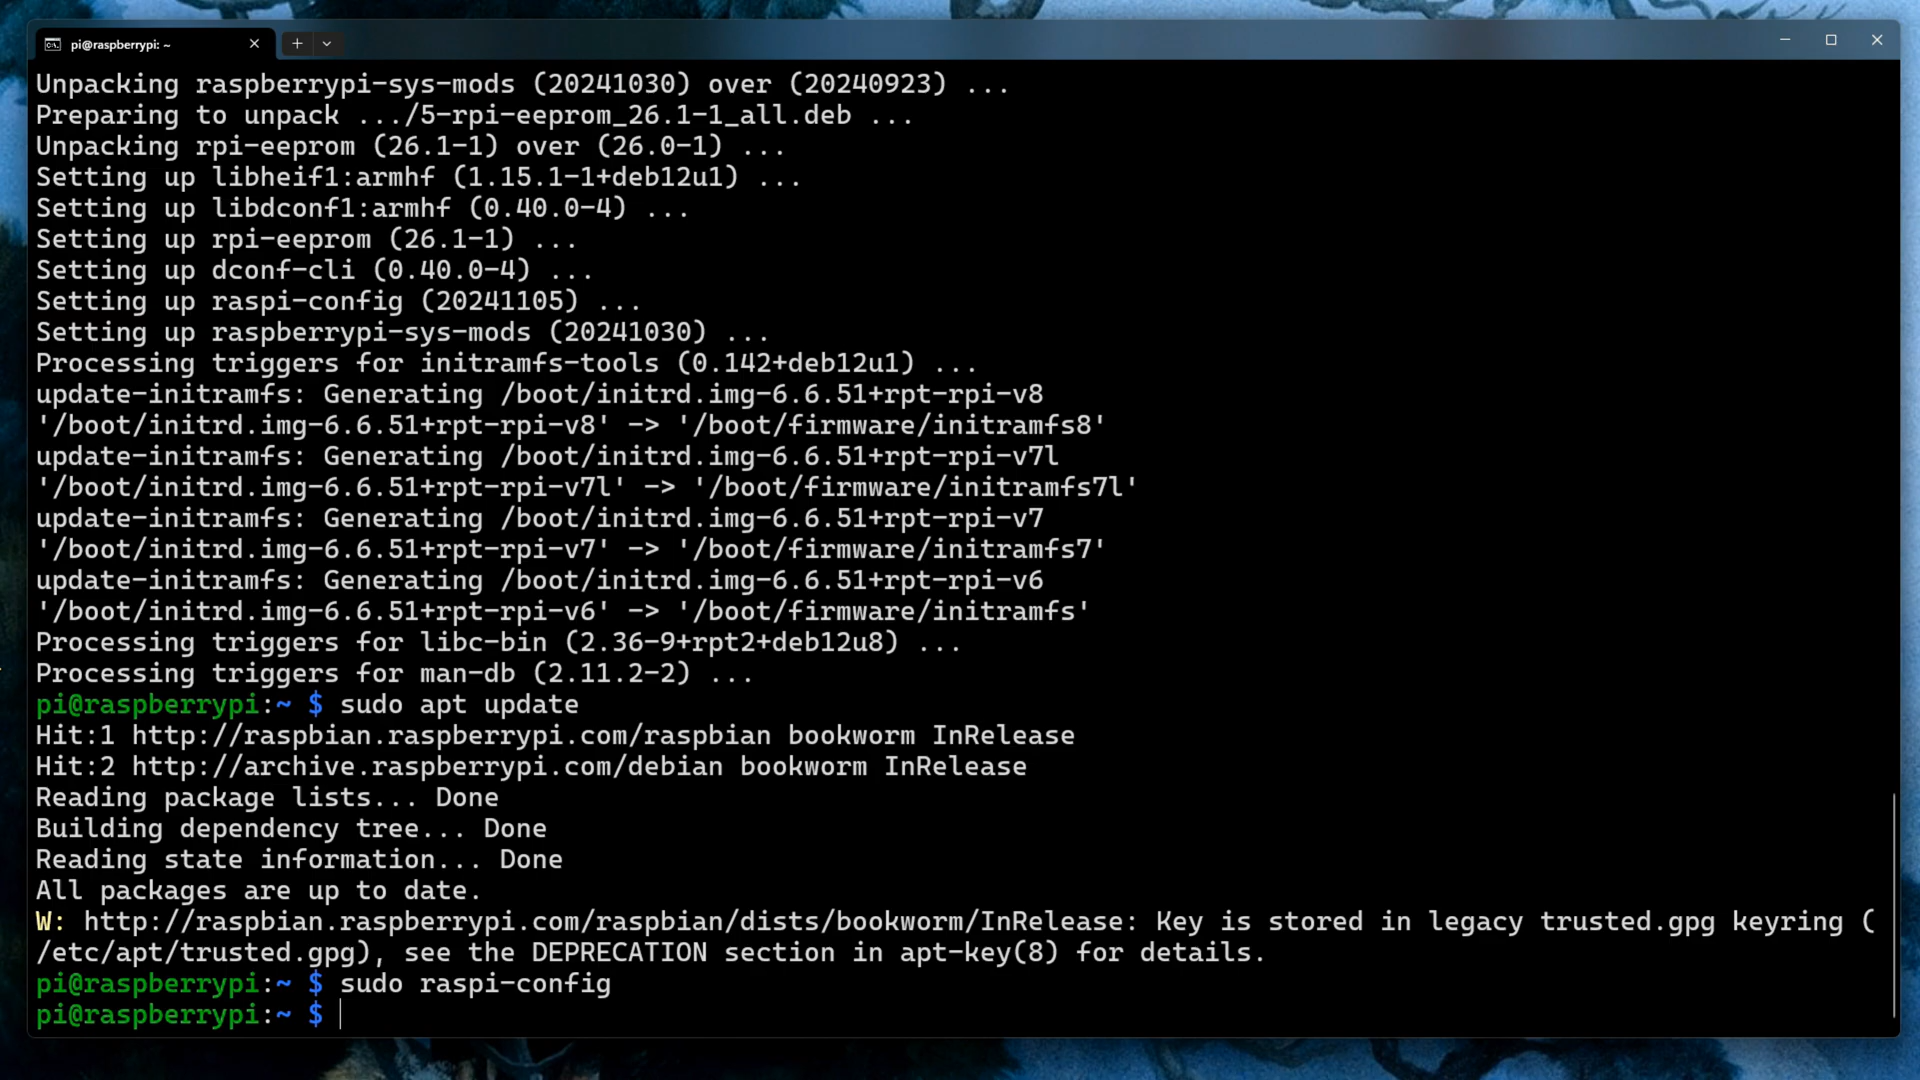 pi@raspberrypi: ~
Unpacking raspberrypi-sys-mods (20241030) over (20240923) ...
Preparing to unpack .../5-rpi-eeprom_26.1-1_all.deb ...
Unpacking rpi-eeprom (26.1-1) over (26.0-1) ...
Setting up libheif1:armhf (1.15.1-1+deb12u1) ...
Setting up libdconf1:armhf (0.40.0-4) ...
Setting up rpi-eeprom (26.1-1) ...
Setting up dconf-cli (0.40.0-4) ...
Setting up raspi-config (20241105) ...
Setting up raspberrypi-sys-mods (20241030) ...
Processing triggers for initramfs-tools (0.142+deb12u1) ...
update-initramfs: Generating /boot/initrd.img-6.6.51+rpt-rpi-v8
'/boot/initrd.img-6.6.51+rpt-rpi-v8' -> '/boot/firmware/initramfs8'
update-initramfs: Generating /boot/initrd.img-6.6.51+rpt-rpi-v7l
'/boot/initrd.img-6.6.51+rpt-rpi-v7l' -> '/boot/firmware/initramfs7l'
update-initramfs: Generating /boot/initrd.img-6.6.51+rpt-rpi-v7
'/boot/initrd.img-6.6.51+rpt-rpi-v7' -> '/boot/firmware/initramfs7'
update-initramfs: Generating /boot/initrd.img-6.6.51+rpt-rpi-v6
'/boot/initrd.img-6.6.51+rpt-rpi-v6' -> '/boot/firmware/initramfs'
Processing triggers for libc-bin (2.36-9+rpt2+deb12u8) ...
Processing triggers for man-db (2.11.2-2) ...
pi@raspberrypi:~ $ sudo apt update
Hit:1 http://raspbian.raspberrypi.com/raspbian bookworm InRelease
Hit:2 http://archive.raspberrypi.com/debian bookworm InRelease
Reading package lists... Done
Building dependency tree... Done
Reading state information... Done
All packages are up to date.
W: http://raspbian.raspberrypi.com/raspbian/dists/bookworm/InRelease: Key is stored in legacy trusted.gpg keyring (
/etc/apt/trusted.gpg), see the DEPRECATION section in apt-key(8) for details.
pi@raspberrypi:~ $ sudo raspi-config
pi@raspberrypi:~ $